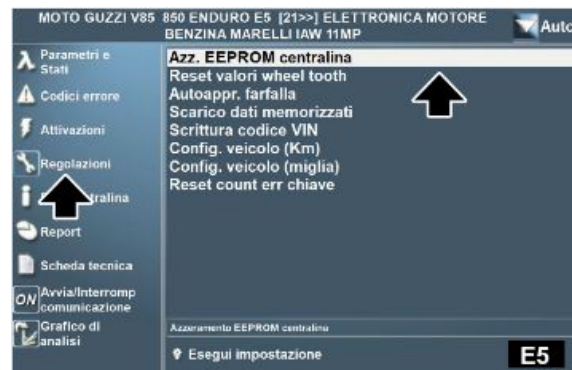 MOTO GUZZI V85 850 ENDURO E5 [21>>] ELETTRONICA MOTORE
BENZINA MARELLI IAW 11MP
Auto
Parametri e
Stati
Codici errore
Attivazioni
Regolazioni
tralina
Report
Scheda tecnica
ON Avvia/Interromp
comunicazione
Grafico di
analisi
Azz. EEPROM centralina
Reset valori wheel tooth
Autoappr. farfalla
Scarico dati memorizzati
Scrittura codice VIN
Config. veicolo (Km)
Config. veicolo (miglia)
Reset count err chiave
Azzeramento EEPROM centralina
Esegui impostazione
E5